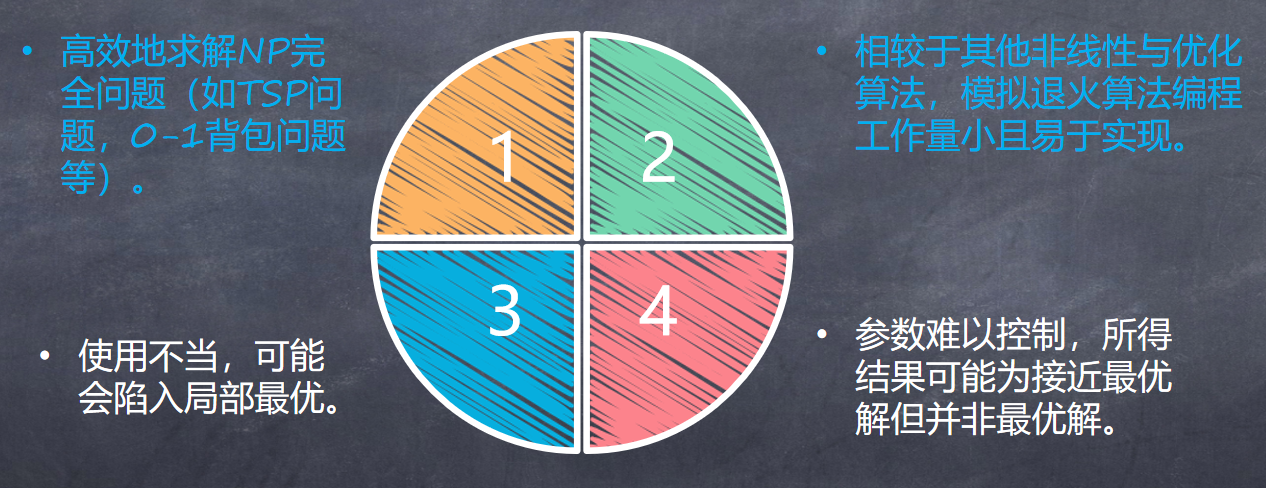 高效地求解NP完
全问题（如TSP问
题，0-1背包问题
等）。
1
2
相较于其他非线性与优化
算法，模拟退火算法编程
工作量小且易于实现。
3
使用不当，可能
会陷入局部最优。
4
参数难以控制，所得
结果可能为接近最优
解但并非最优解。